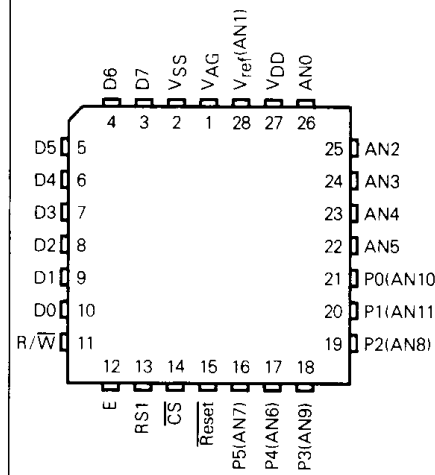 D6 D7 VSS VAG Vref(AN1) VDD AN0
4 3 2 1 28 27 26
D5 5 25 AN2
D4 6 24 AN3
D3 7 23 AN4
D2 8 22 AN5
D1 9 21 P0(AN10
D0 10 20 P1(AN11
R/W̅ 11 19 P2(AN8)
12 13 14 15 16 17 18
E RS1 C̅S̅ R̅e̅s̅e̅t̅ P5(AN7) P4(AN6) P3(AN9)